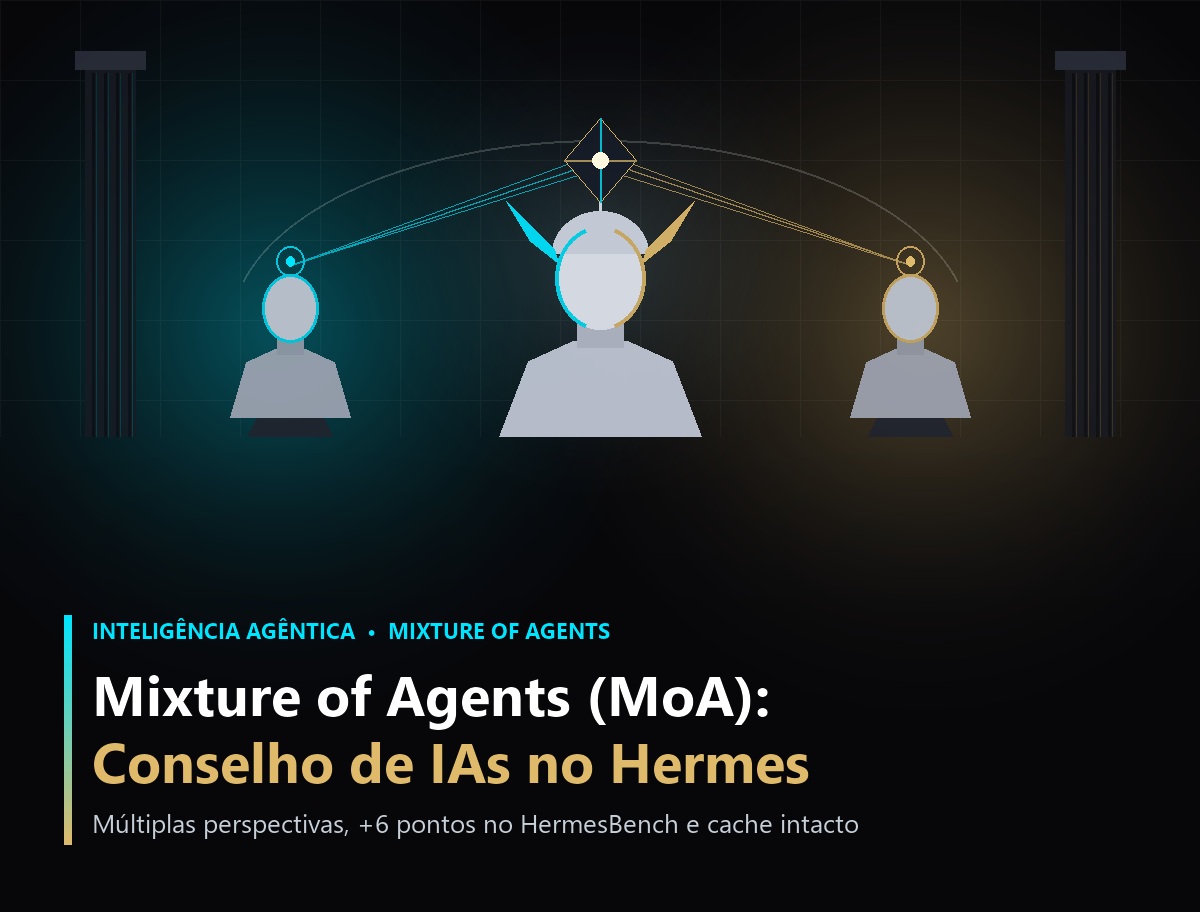 INTELIGÊNCIA AGÊNTICA • MIXTURE OF AGENTS
Mixture of Agents (MoA):
Conselho de IAs no Hermes
Múltiplas perspectivas, +6 pontos no HermesBench e cache intacto